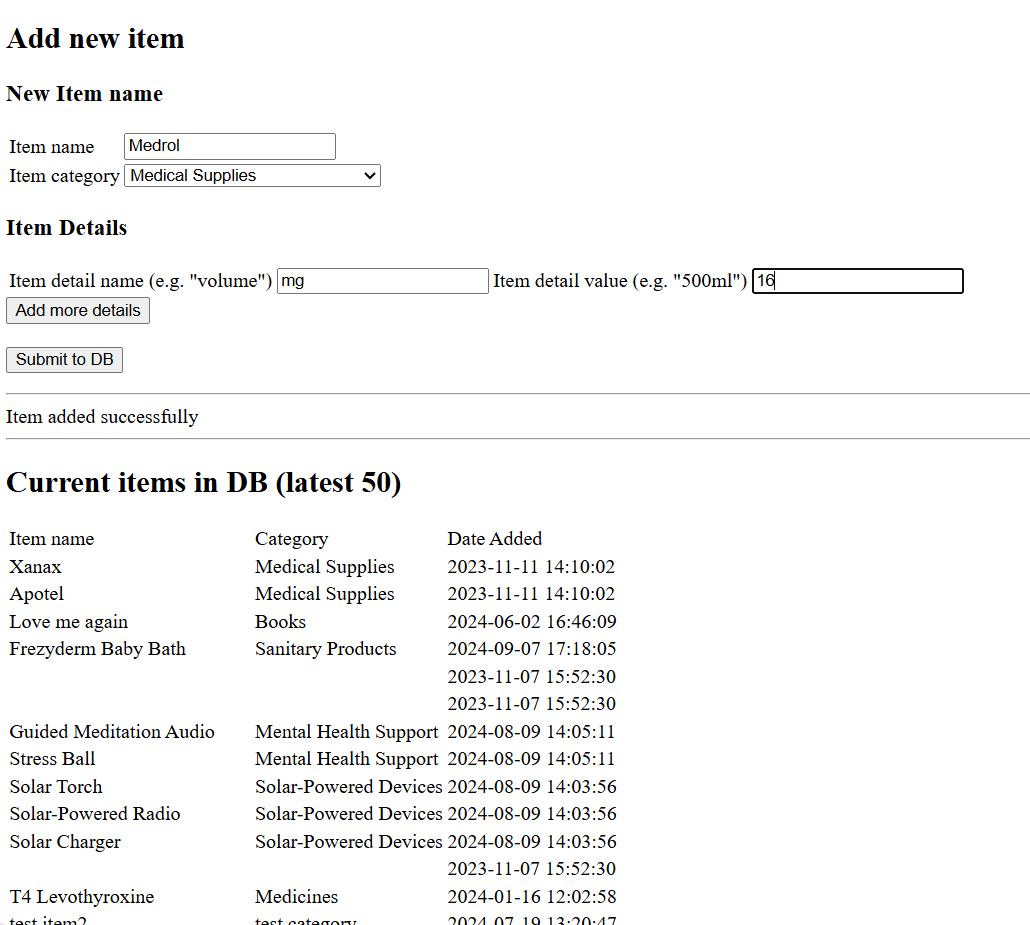 Add new item
New Item name
Item name Medrol
Item category Medical Supplies
Item Details
Item detail name (e.g. "volume") mg Item detail value (e.g. "500ml") 16
Add more details
Submit to DB
Item added successfully
Current items in DB (latest 50)
Item name Category Date Added
Xanax Medical Supplies 2023-11-11 14:10:02
Apotel Medical Supplies 2023-11-11 14:10:02
Love me again Books 2024-06-02 16:46:09
Frezyderm Baby Bath Sanitary Products 2024-09-07 17:18:05
2023-11-07 15:52:30
2023-11-07 15:52:30
Guided Meditation Audio Mental Health Support 2024-08-09 14:05:11
Stress Ball Mental Health Support 2024-08-09 14:05:11
Solar Torch Solar-Powered Devices 2024-08-09 14:03:56
Solar-Powered Radio Solar-Powered Devices 2024-08-09 14:03:56
Solar Charger Solar-Powered Devices 2024-08-09 14:03:56
2023-11-07 15:52:30
T4 Levothyroxine Medicines 2024-01-16 12:02:58
test item2 test category 2024-07-19 13:20:47